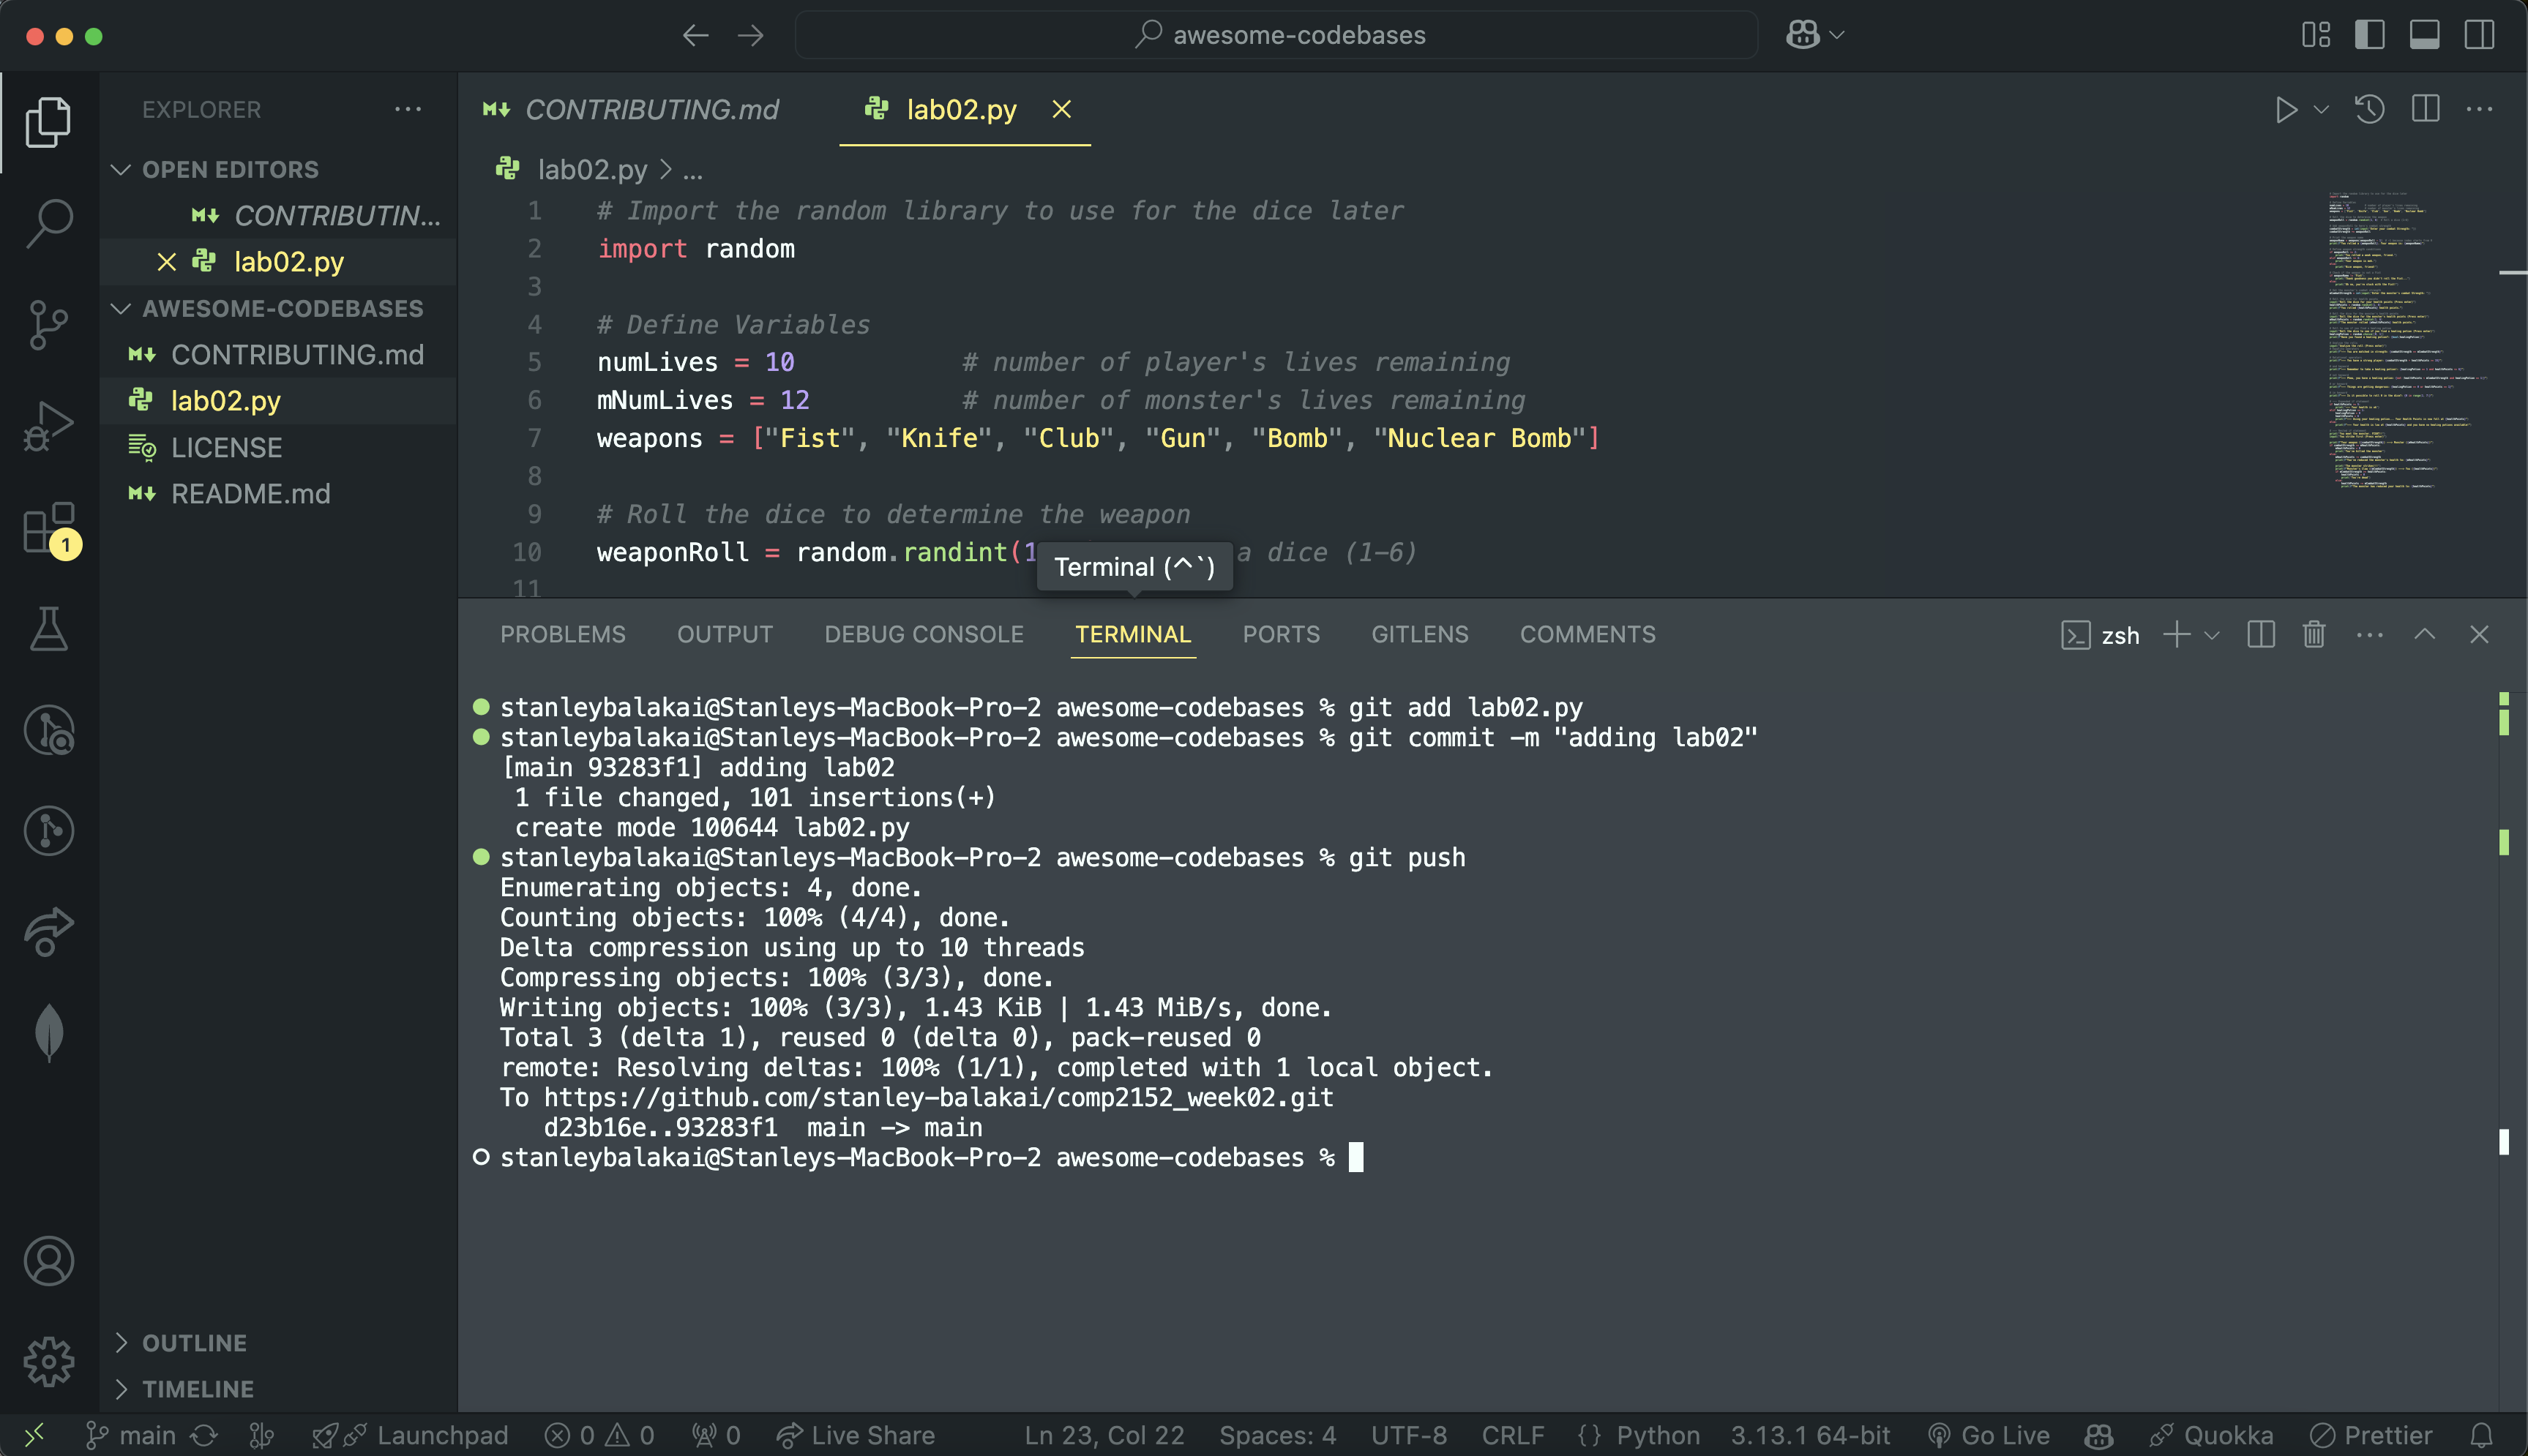 awesome-codebases
EXPLORER
OPEN EDITORS
CONTRIBUTIN...
lab02.py
AWESOME-CODEBASES
CONTRIBUTING.md
lab02.py
LICENSE
README.md
1
OUTLINE
TIMELINE
CONTRIBUTING.md lab02.py
lab02.py > ...
1 # Import the random library to use for the dice later
2 import random
3
4 # Define Variables
5 numLives = 10 # number of player's lives remaining
6 mNumLives = 12 # number of monster's lives remaining
7 weapons = ["Fist", "Knife", "Club", "Gun", "Bomb", "Nuclear Bomb"]
8
9 # Roll the dice to determine the weapon
10 weaponRoll = random.randint(1 a dice (1-6)
11
Terminal (^`)
PROBLEMS OUTPUT DEBUG CONSOLE TERMINAL PORTS GITLENS COMMENTS zsh
stanleybalakai@Stanleys-MacBook-Pro-2 awesome-codebases % git add lab02.py
stanleybalakai@Stanleys-MacBook-Pro-2 awesome-codebases % git commit -m "adding lab02"
[main 93283f1] adding lab02
1 file changed, 101 insertions(+)
create mode 100644 lab02.py
stanleybalakai@Stanleys-MacBook-Pro-2 awesome-codebases % git push
Enumerating objects: 4, done.
Counting objects: 100% (4/4), done.
Delta compression using up to 10 threads
Compressing objects: 100% (3/3), done.
Writing objects: 100% (3/3), 1.43 KiB | 1.43 MiB/s, done.
Total 3 (delta 1), reused 0 (delta 0), pack-reused 0
remote: Resolving deltas: 100% (1/1), completed with 1 local object.
To https://github.com/stanley-balakai/comp2152_week02.git
d23b16e..93283f1 main -> main
stanleybalakai@Stanleys-MacBook-Pro-2 awesome-codebases %
main Launchpad 0 0 0 Live Share Ln 23, Col 22 Spaces: 4 UTF-8 CRLF {} Python 3.13.1 64-bit Go Live Quokka Prettier